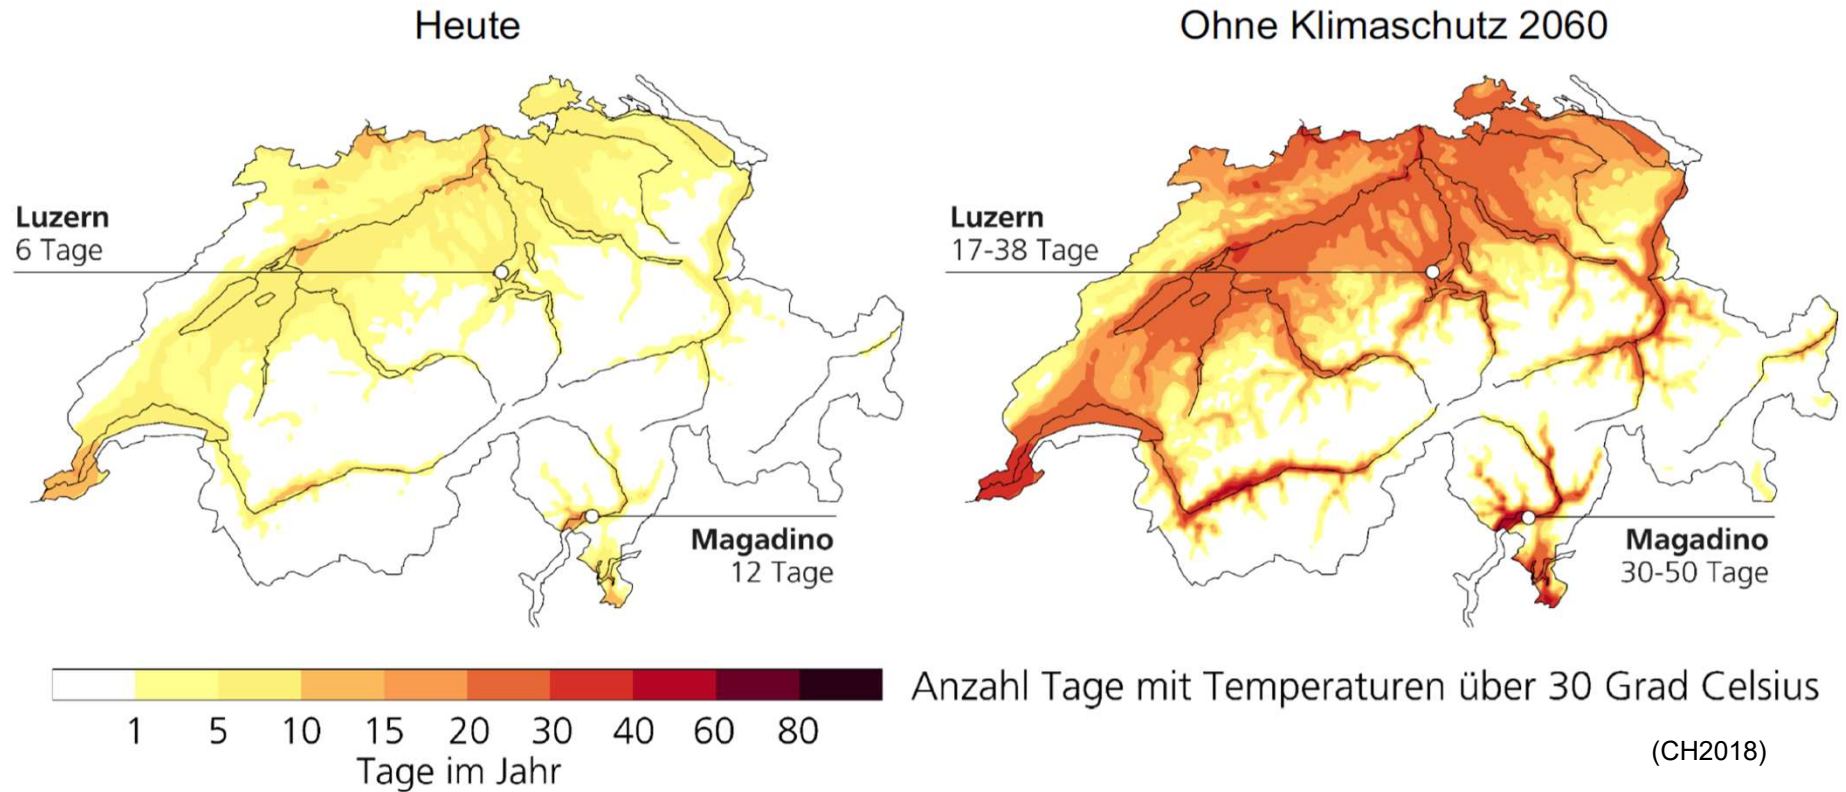 Heute
Luzern
6 Tage
Magadino
12 Tage
Ohne Klimaschutz 2060
Luzern
17-38 Tage
Magadino
30-50 Tage
1 5 10 15 20 30 40 60 80
Tage im Jahr
Anzahl Tage mit Temperaturen über 30 Grad Celsius
(CH2018)